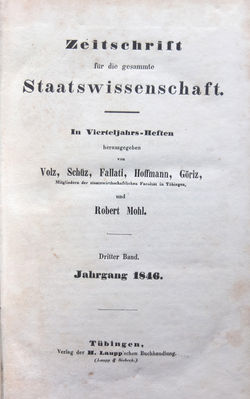 Zeitschrift
für die gesammte
Staatswissenschaft.
In Vierteljahrs-Heften
herausgegeben
von
Volz, Schüz, Fallati, Hoffmann, Göriz,
Mitgliedern der staatswirthschaftlichen Facultät in Tübingen,
und
Robert Mohl.
Dritter Band.
Jahrgang 1846.
Tübingen,
Verlag der H. Laupp'schen Buchhandlung.
(Laupp & Siebeck.)